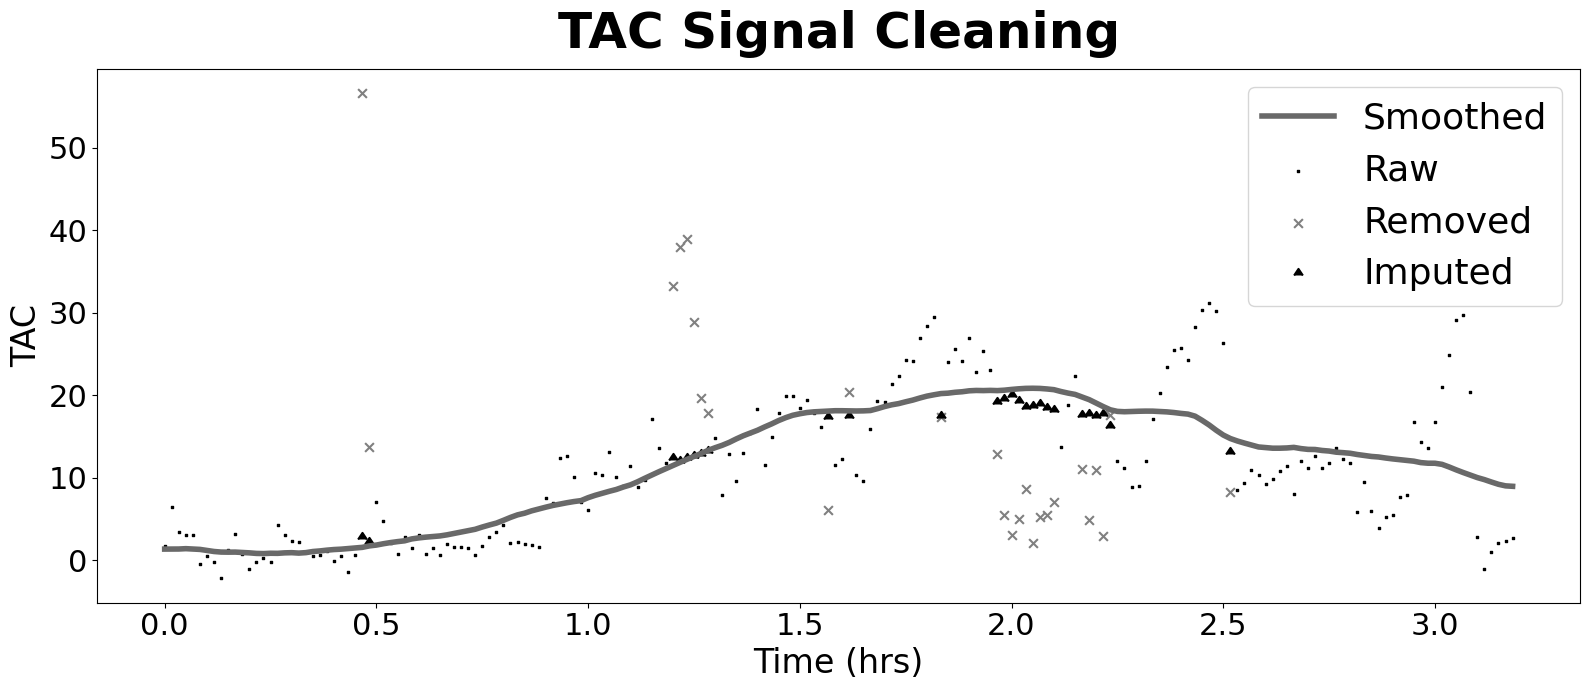 TAC Signal Cleaning
Smoothed
Raw
Removed
Imputed
TAC
50
40
30
20
10
0
0.0 0.5 1.0 1.5 2.0 2.5 3.0
Time (hrs)